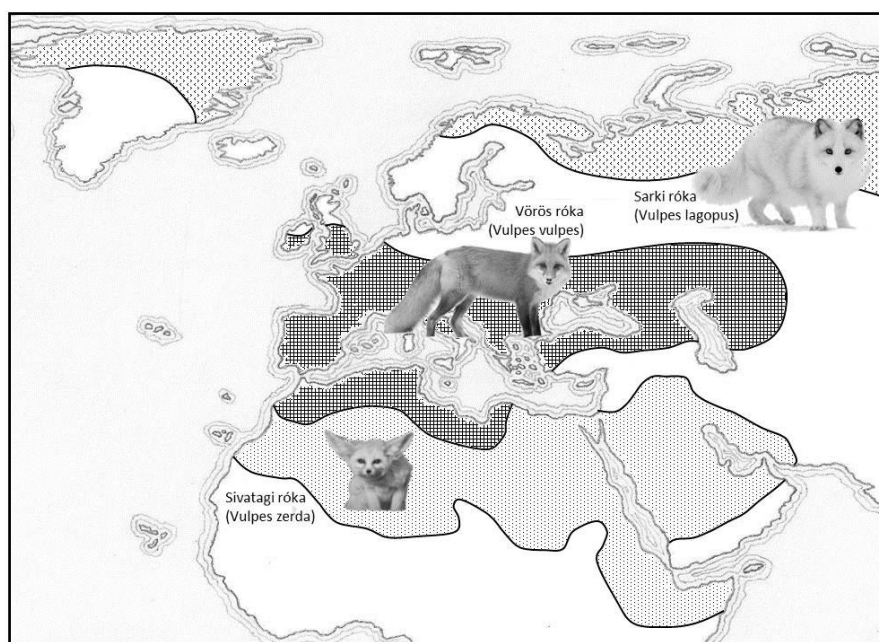 Sarki róka
(Vulpes lagopus)
Vörös róka
(Vulpes vulpes)
Sivatagi róka
(Vulpes zerda)